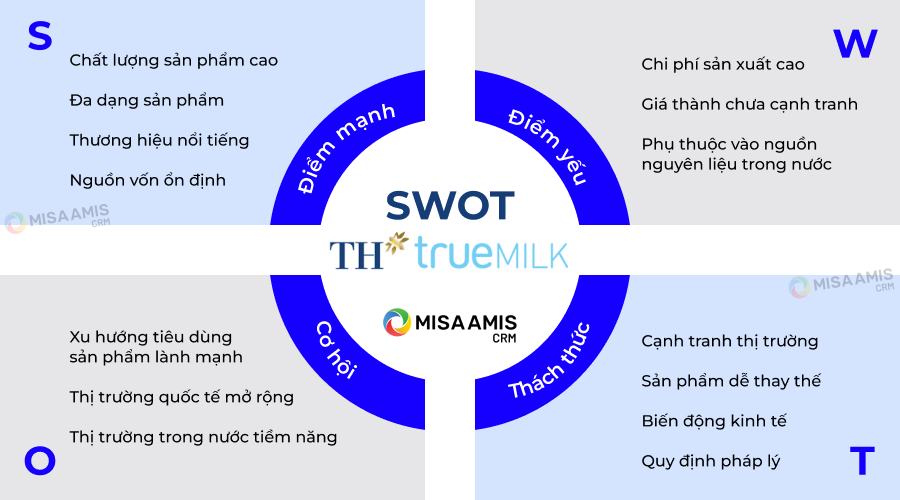 S
Chất lượng sản phẩm cao
Đa dạng sản phẩm
Thương hiệu nổi tiếng
Nguồn vốn ổn định
MISA AMIS
CRM
Điểm mạnh
W
Chi phí sản xuất cao
Giá thành chưa cạnh tranh
Phụ thuộc vào nguồn
nguyên liệu trong nước
Điểm yếu
SWOT
TH true MILK
MISA AMIS
CRM
O
Xu hướng tiêu dùng
sản phẩm lành mạnh
Thị trường quốc tế mở rộng
Thị trường trong nước tiềm năng
Cơ hội
MISA AMIS
CRM
T
Cạnh tranh thị trường
Sản phẩm dễ thay thế
Biến động kinh tế
Quy định pháp lý
Thách thức